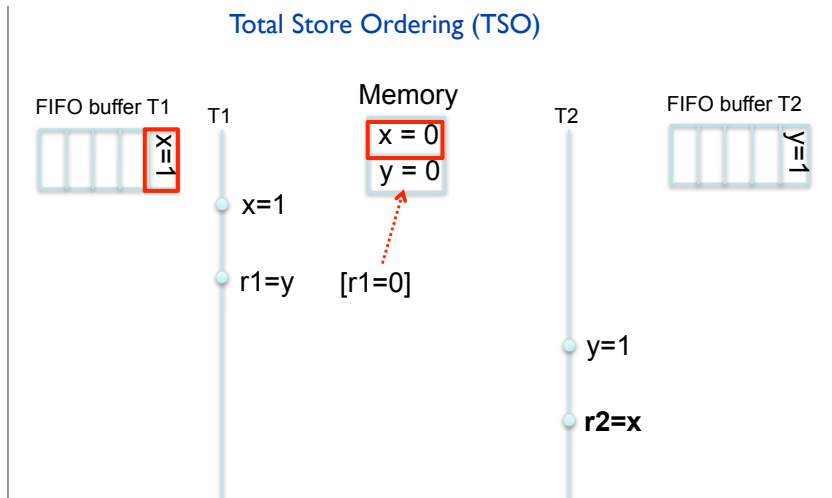 Total Store Ordering (TSO)
FIFO buffer T1
T1
Memory
T2
FIFO buffer T2
x=1
x = 0
y = 0
y=1
x=1
r1=y
[r1=0]
y=1
r2=x